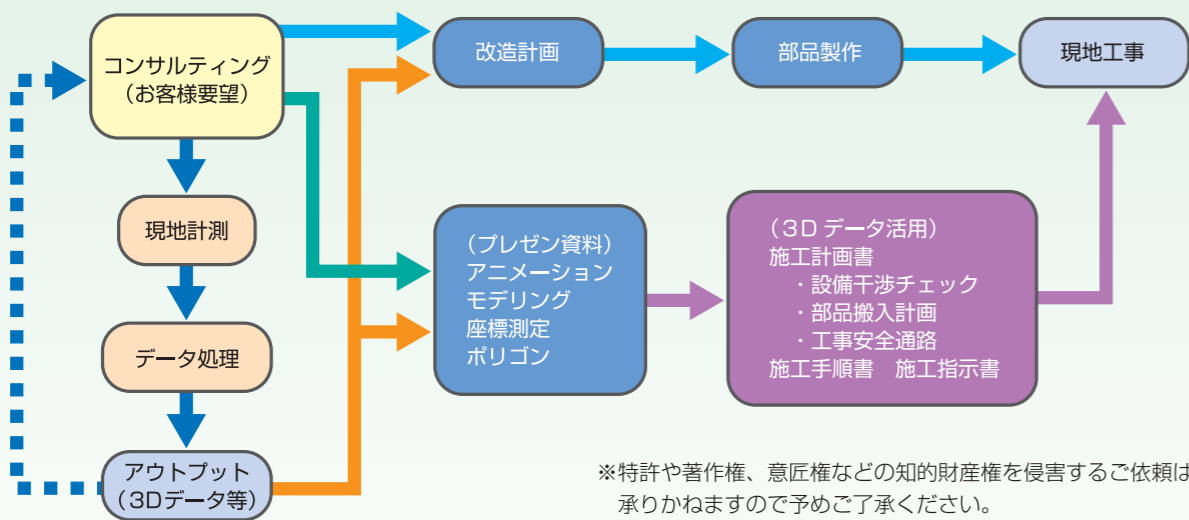 コンサルティング
（お客様要望）
改造計画
部品製作
現地工事
現地計測
データ処理
アウトプット
（3Dデータ等）
（プレゼン資料）
アニメーション
モデリング
座標測定
ポリゴン
（3D データ活用）
施工計画書
・設備干渉チェック
・部品搬入計画
・工事安全通路
施工手順書　施工指示書
※特許や著作権、意匠権などの知的財産権を侵害するご依頼は
承りかねますので予めご了承ください。